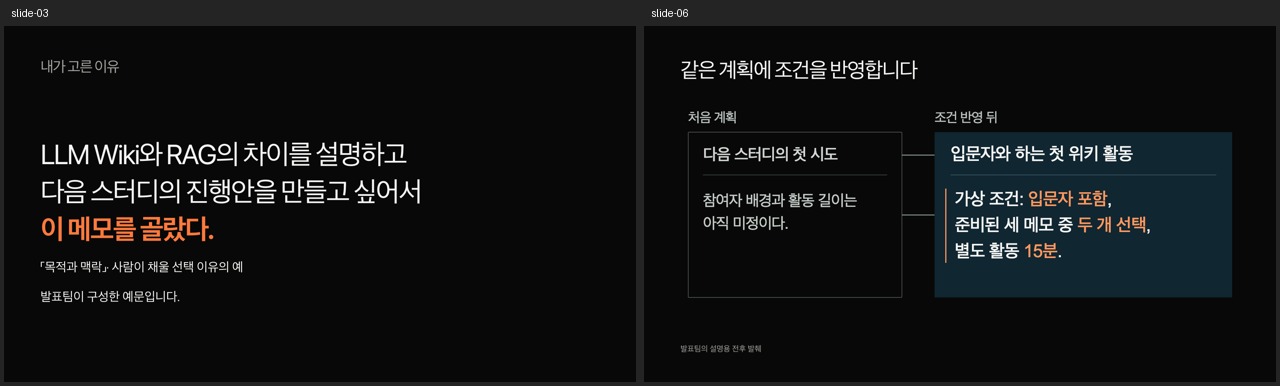 slide-03
내가 고른 이유
LLM Wiki와 RAG의 차이를 설명하고
다음 스터디의 진행안을 만들고 싶어서
이 메모를 골랐다.
「목적과 맥락」· 사람이 채울 선택 이유의 예
발표팀이 구성한 예문입니다.
slide-06
같은 계획에 조건을 반영합니다
처음 계획
다음 스터디의 첫 시도
참여자 배경과 활동 길이는
아직 미정이다.
조건 반영 뒤
입문자와 하는 첫 위키 활동
가상 조건: 입문자 포함,
준비된 세 메모 중 두 개 선택,
별도 활동 15분.
발표팀의 설명용 전후 발췌